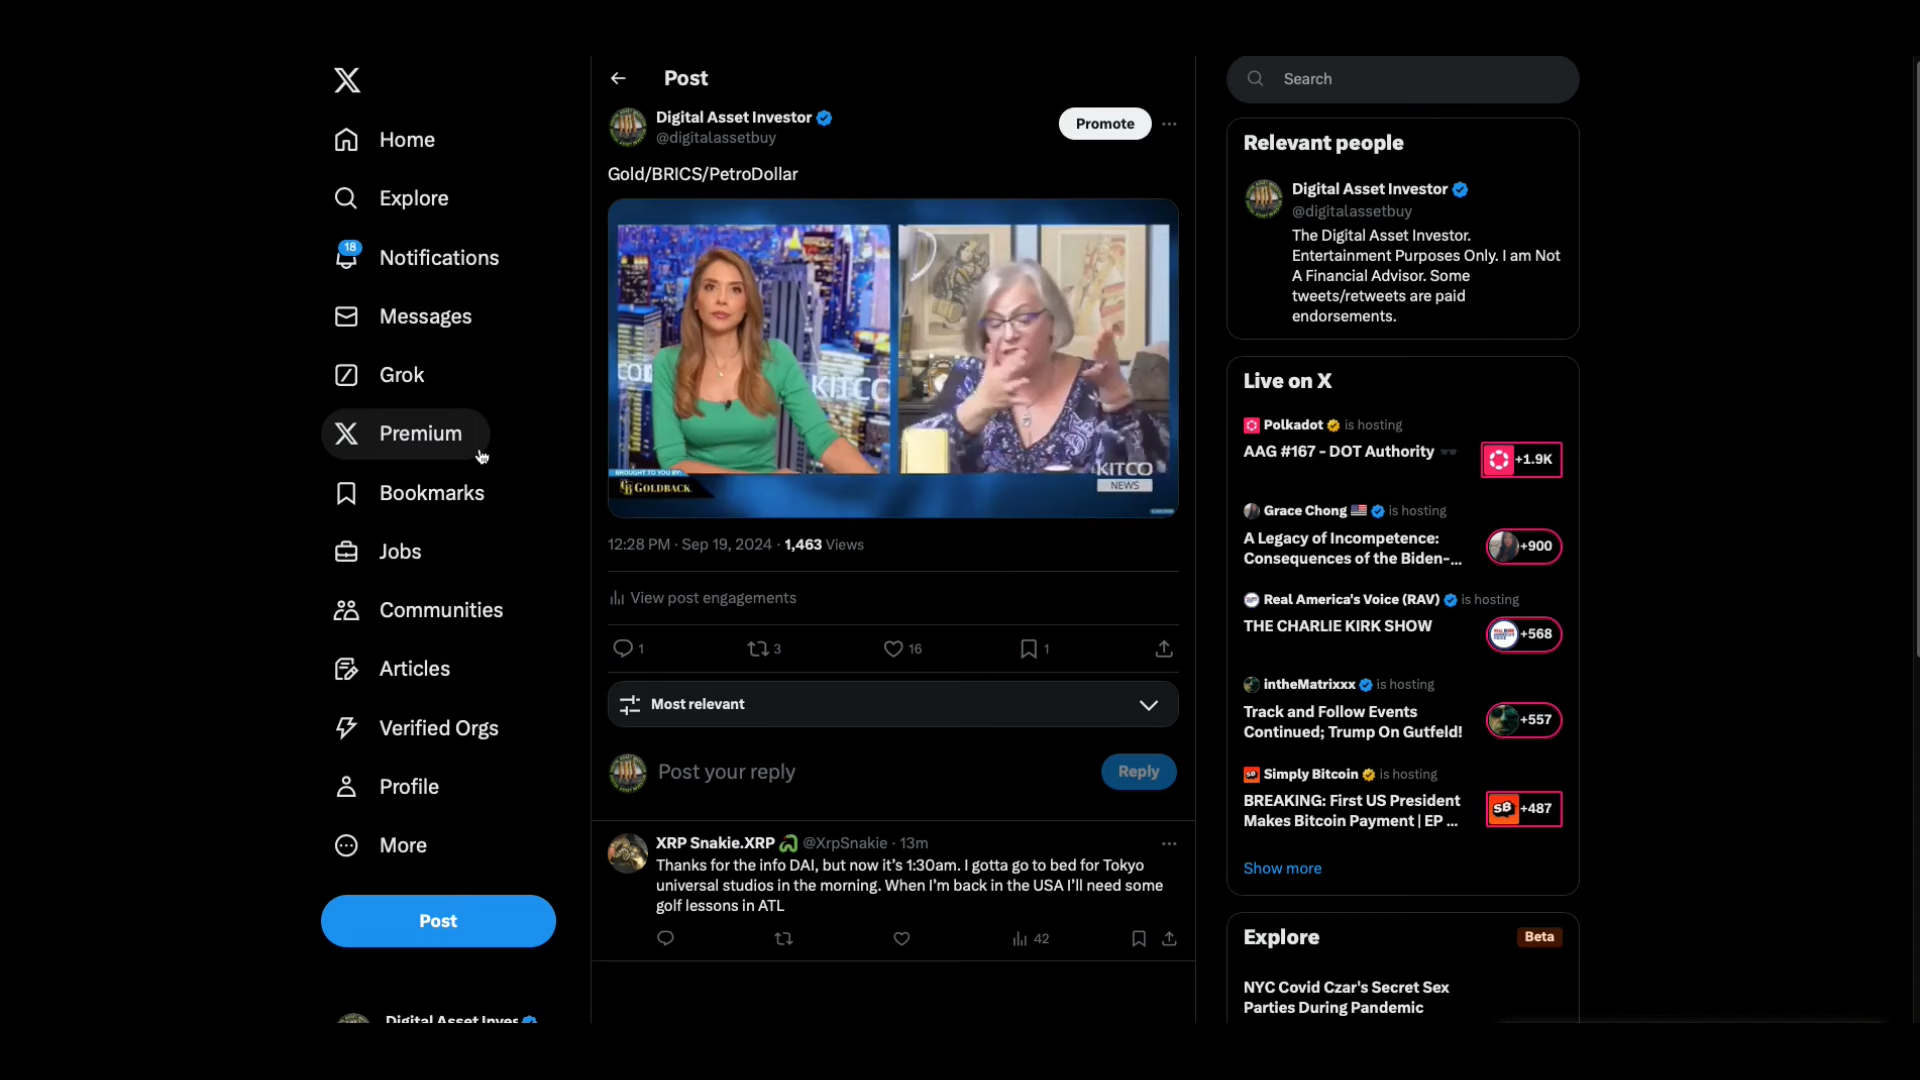 Home
Explore
18
Notifications
Messages
Grok
Premium
Bookmarks
Jobs
Communities
Articles
Verified Orgs
Profile
More
Post
Post
Digital Asset Investor
@digitalassetbuy
Promote
Gold/BRICS/PetroDollar
KITCO
BROUGHT TO YOU BY:
GOLDBACK
KITCO
NEWS
12:28 PM · Sep 19, 2024 · 1,463 Views
View post engagements
1
3
16
1
Most relevant
Post your reply
Reply
XRP Snakie.XRP @XrpSnakie · 13m
Thanks for the info DAI, but now it's 1:30am. I gotta go to bed for Tokyo
universal studios in the morning. When I'm back in the USA I'll need some
golf lessons in ATL
42
Search
Relevant people
Digital Asset Investor
@digitalassetbuy
The Digital Asset Investor.
Entertainment Purposes Only. I am Not
A Financial Advisor. Some
tweets/retweets are paid
endorsements.
Live on X
Polkadot is hosting
AAG #167 - DOT Authority
+1.9K
Grace Chong is hosting
A Legacy of Incompetence:
Consequences of the Biden-...
+900
Real America's Voice (RAV) is hosting
THE CHARLIE KIRK SHOW
+568
intheMatrixxx is hosting
Track and Follow Events
Continued; Trump On Gutfeld!
+557
Simply Bitcoin is hosting
BREAKING: First US President
Makes Bitcoin Payment | EP ...
SB +487
Show more
Explore
Beta
NYC Covid Czar's Secret Sex
Parties During Pandemic